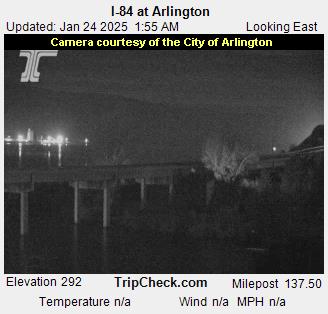 I-84 at Arlington
Updated: Jan 24 2025 1:55 AM Looking East
Camera courtesy of the City of Arlington
Elevation 292 TripCheck.com Milepost 137.50
Temperature n/a Wind n/a MPH n/a